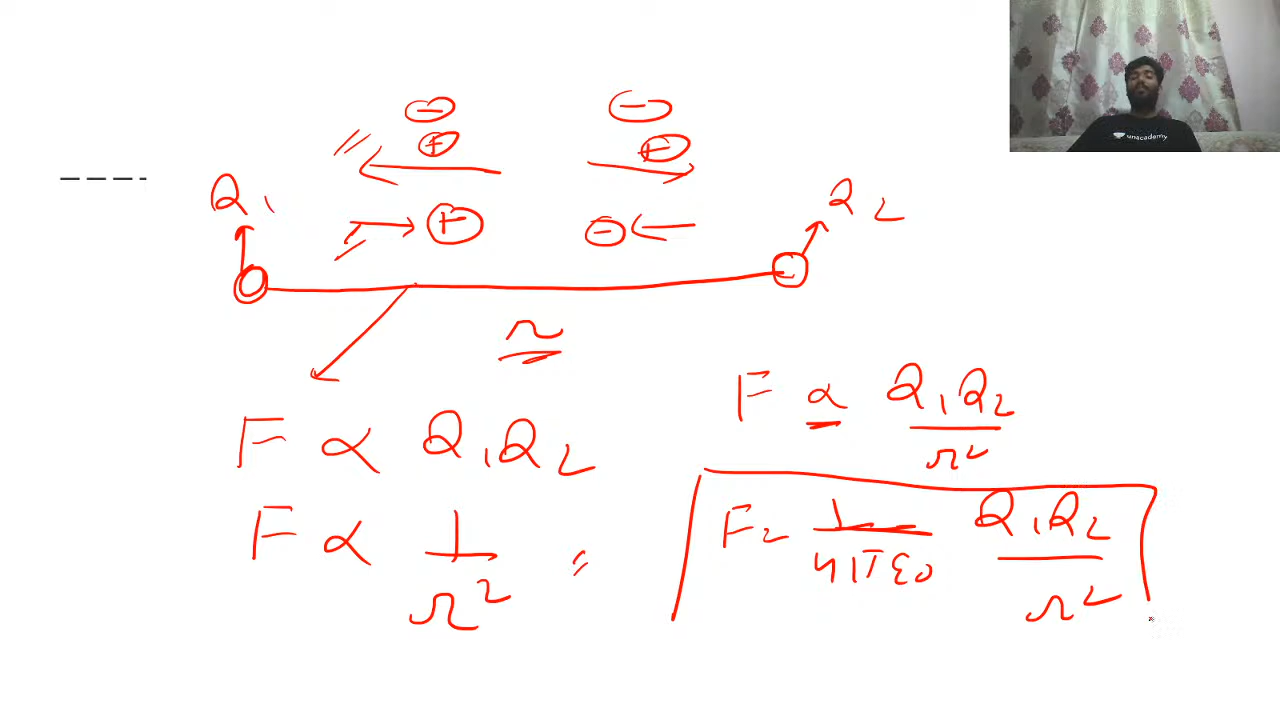 unacademy
⊖ ⊖
⊕ ⊕
Q1 Q2
⊕ ⊖
r
F ∝ Q1Q2
F ∝ 1/r²
F ∝ Q1Q2/r²
F = 1/4πε0 Q1Q2/r²